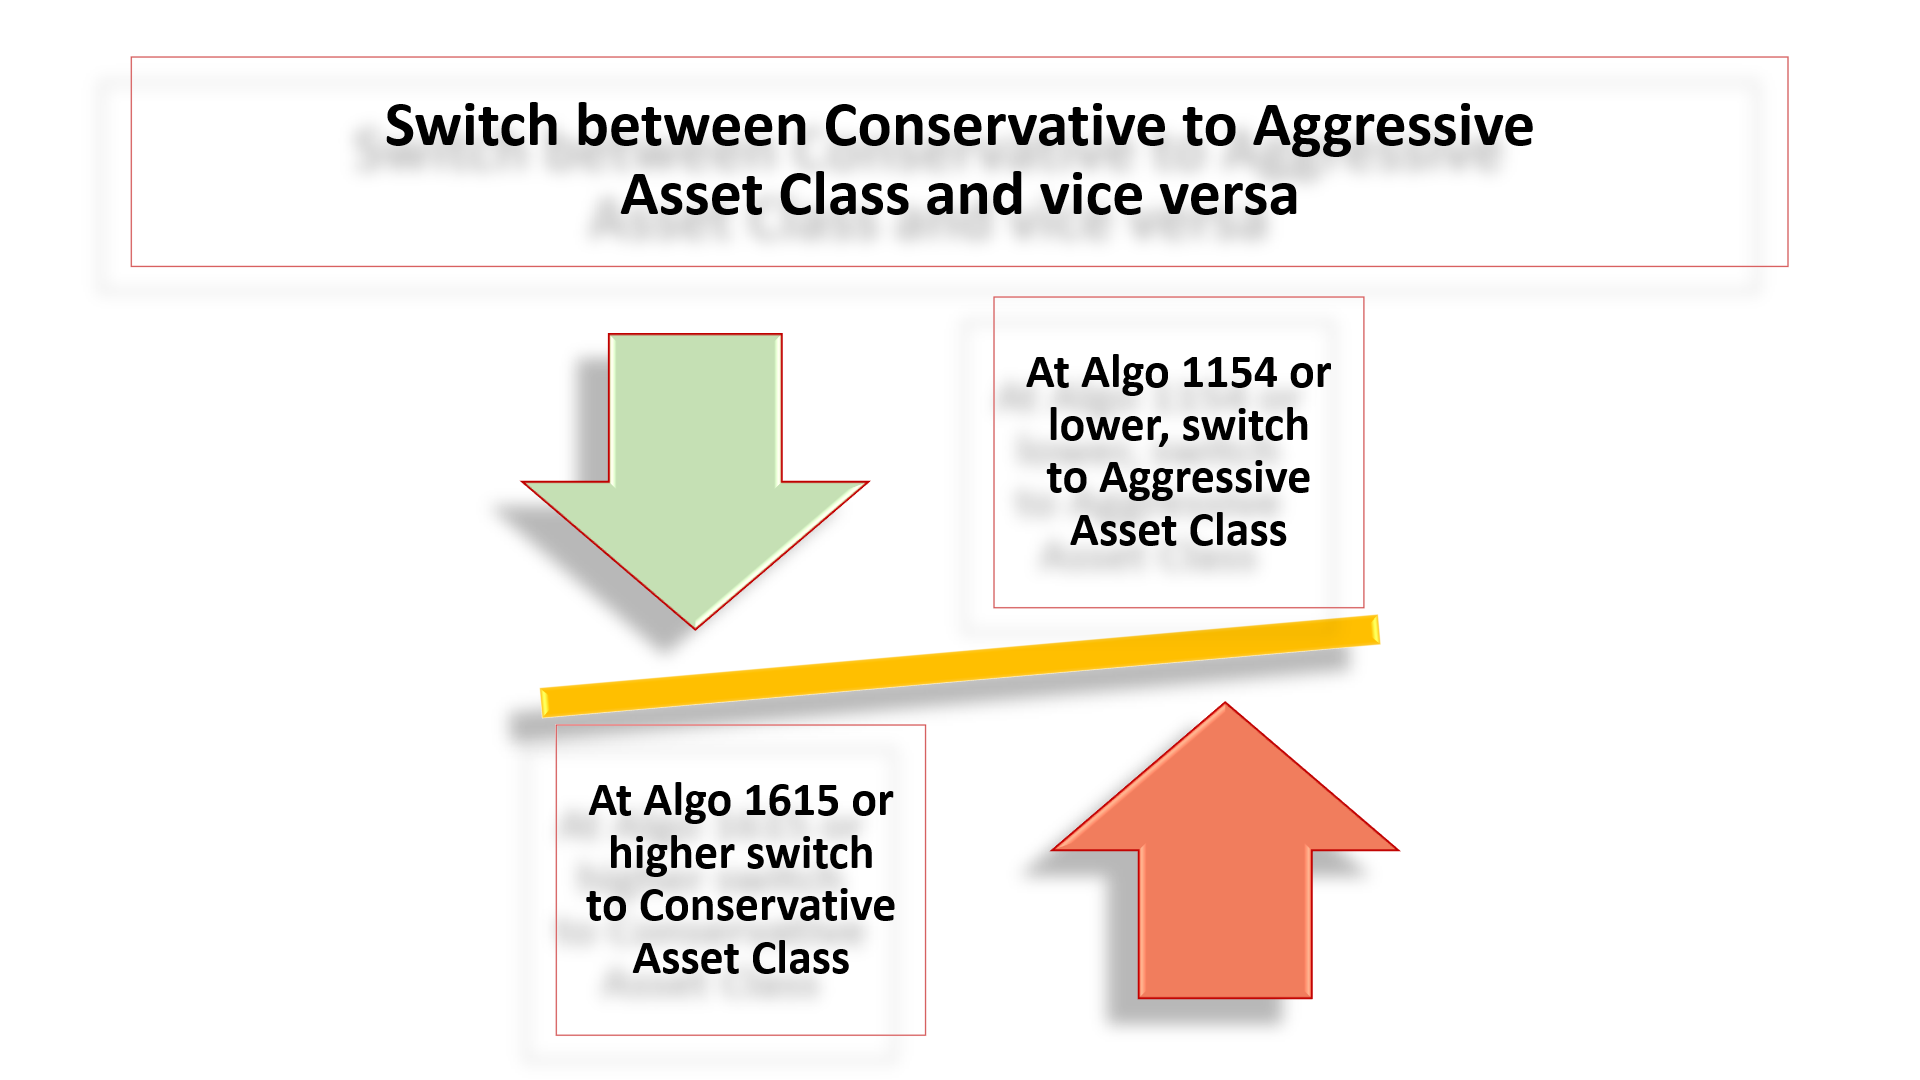 Switch between Conservative to Aggressive
Asset Class and vice versa
At Algo 1154 or
lower, switch
to Aggressive
Asset Class
At Algo 1615 or
higher switch
to Conservative
Asset Class